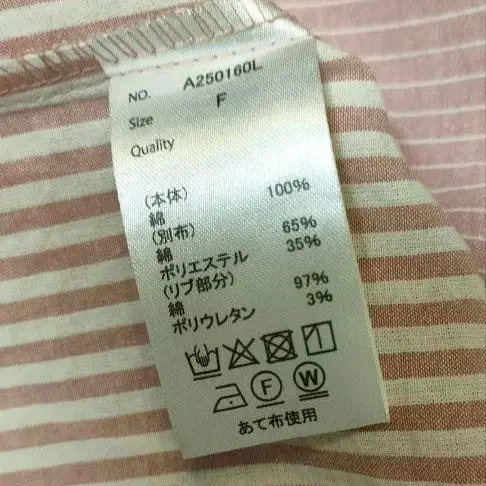 NO. A250160L
Size F
Quality
(本体)
綿 100%
(別布)
綿 65%
ポリエステル 35%
(リブ部分)
綿 97%
ポリウレタン 3%
F W
あて布使用